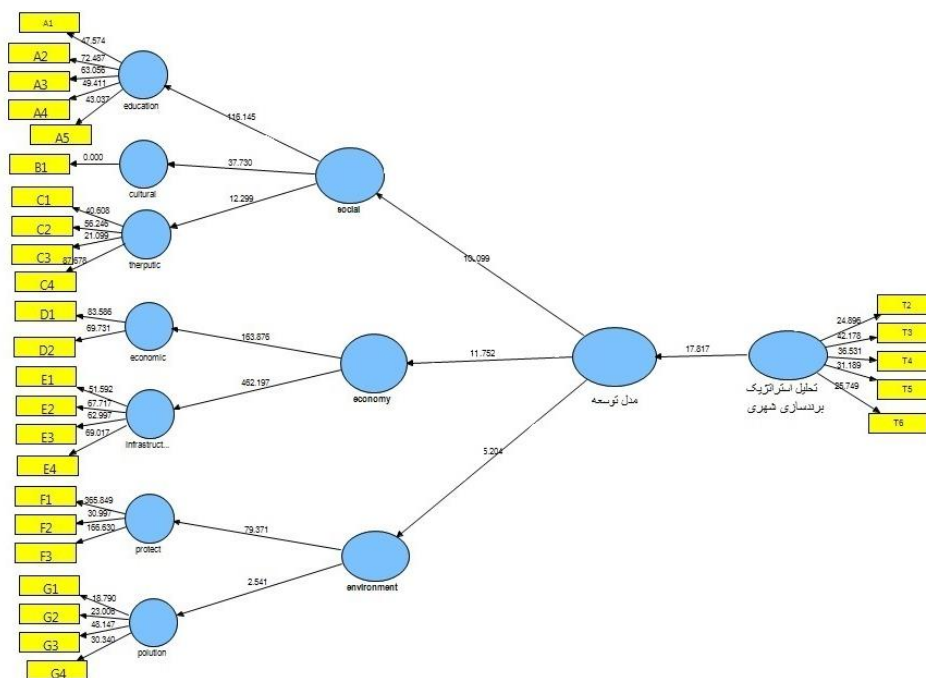 A1
47.574
A2
72.487
A3
63.056
A4
49.411
A5
43.037
education
116.145
B1
0.000
cultural
37.730
C1
40.608
C2
56.246
C3
21.099
C4
87.678
therputic
12.299
social
10.099
D1
83.586
D2
69.731
economic
163.876
E1
51.592
E2
67.717
E3
62.997
E4
69.017
infrastruct...
462.197
economy
11.752
F1
365.849
F2
30.997
F3
166.630
protect
79.371
G1
18.790
G2
23.006
G3
48.147
G4
30.340
polution
2.541
environment
5.204
مدل توسعه
17.817
تحلیل استراتژیک
برندسازی شهری
T2
24.896
T3
42.178
T4
36.531
T5
31.189
T6
25.749